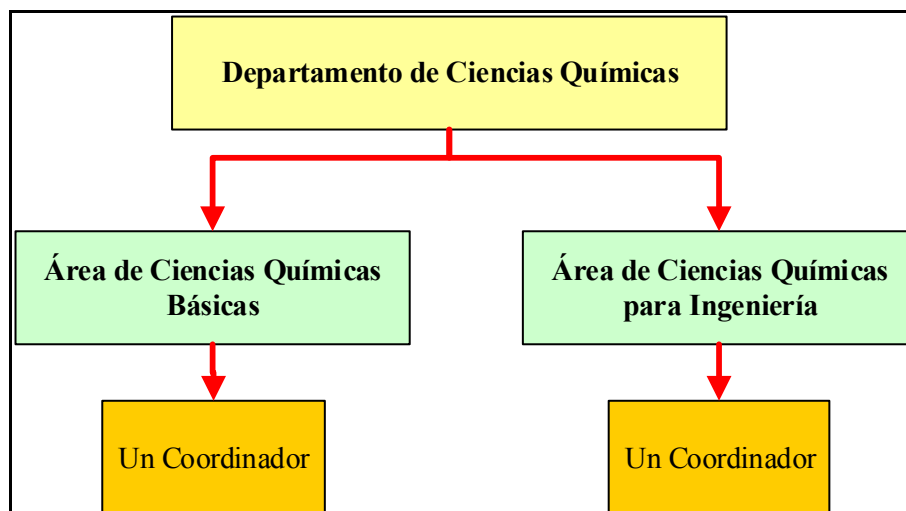 Departamento de Ciencias Químicas
Área de Ciencias Químicas
Básicas
Área de Ciencias Químicas
para Ingeniería
Un Coordinador
Un Coordinador